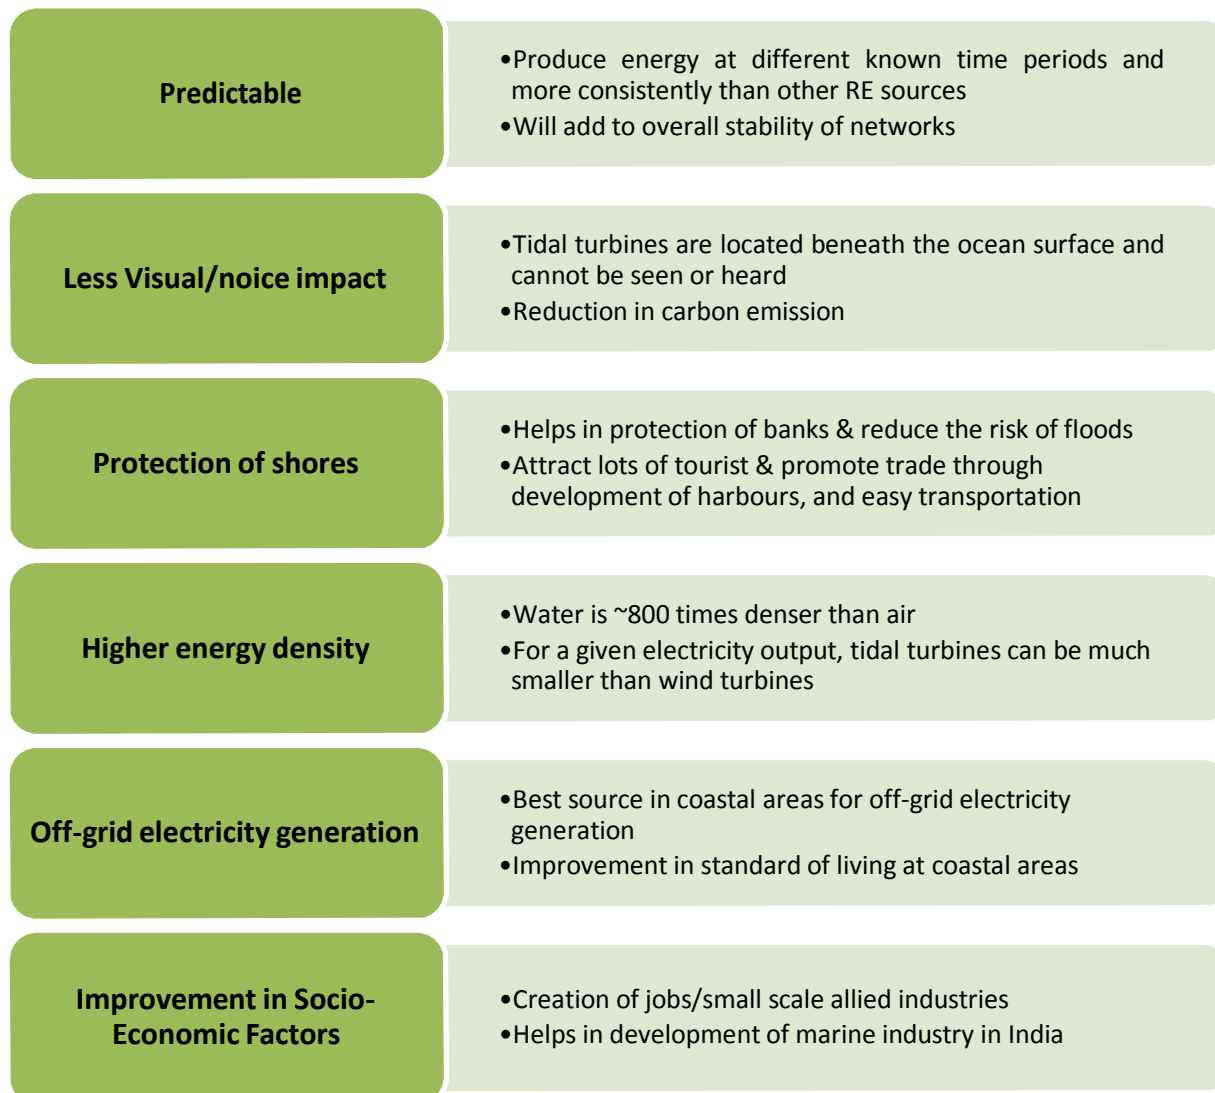 Predictable
•Produce energy at different known time periods and
more consistently than other RE sources
•Will add to overall stability of networks
Less Visual/noice impact
•Tidal turbines are located beneath the ocean surface and
cannot be seen or heard
•Reduction in carbon emission
Protection of shores
•Helps in protection of banks & reduce the risk of floods
•Attract lots of tourist & promote trade through
development of harbours, and easy transportation
Higher energy density
•Water is ~800 times denser than air
•For a given electricity output, tidal turbines can be much
smaller than wind turbines
Off-grid electricity generation
•Best source in coastal areas for off-grid electricity
generation
•Improvement in standard of living at coastal areas
Improvement in Socio-
Economic Factors
•Creation of jobs/small scale allied industries
•Helps in development of marine industry in India